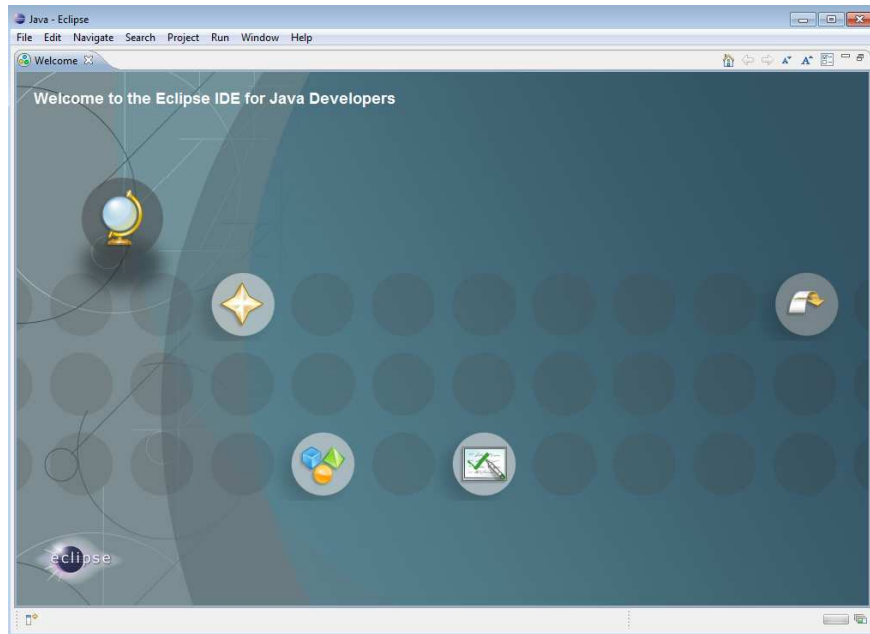 Java - Eclipse
File Edit Navigate Search Project Run Window Help
Welcome
Welcome to the Eclipse IDE for Java Developers
eclipse